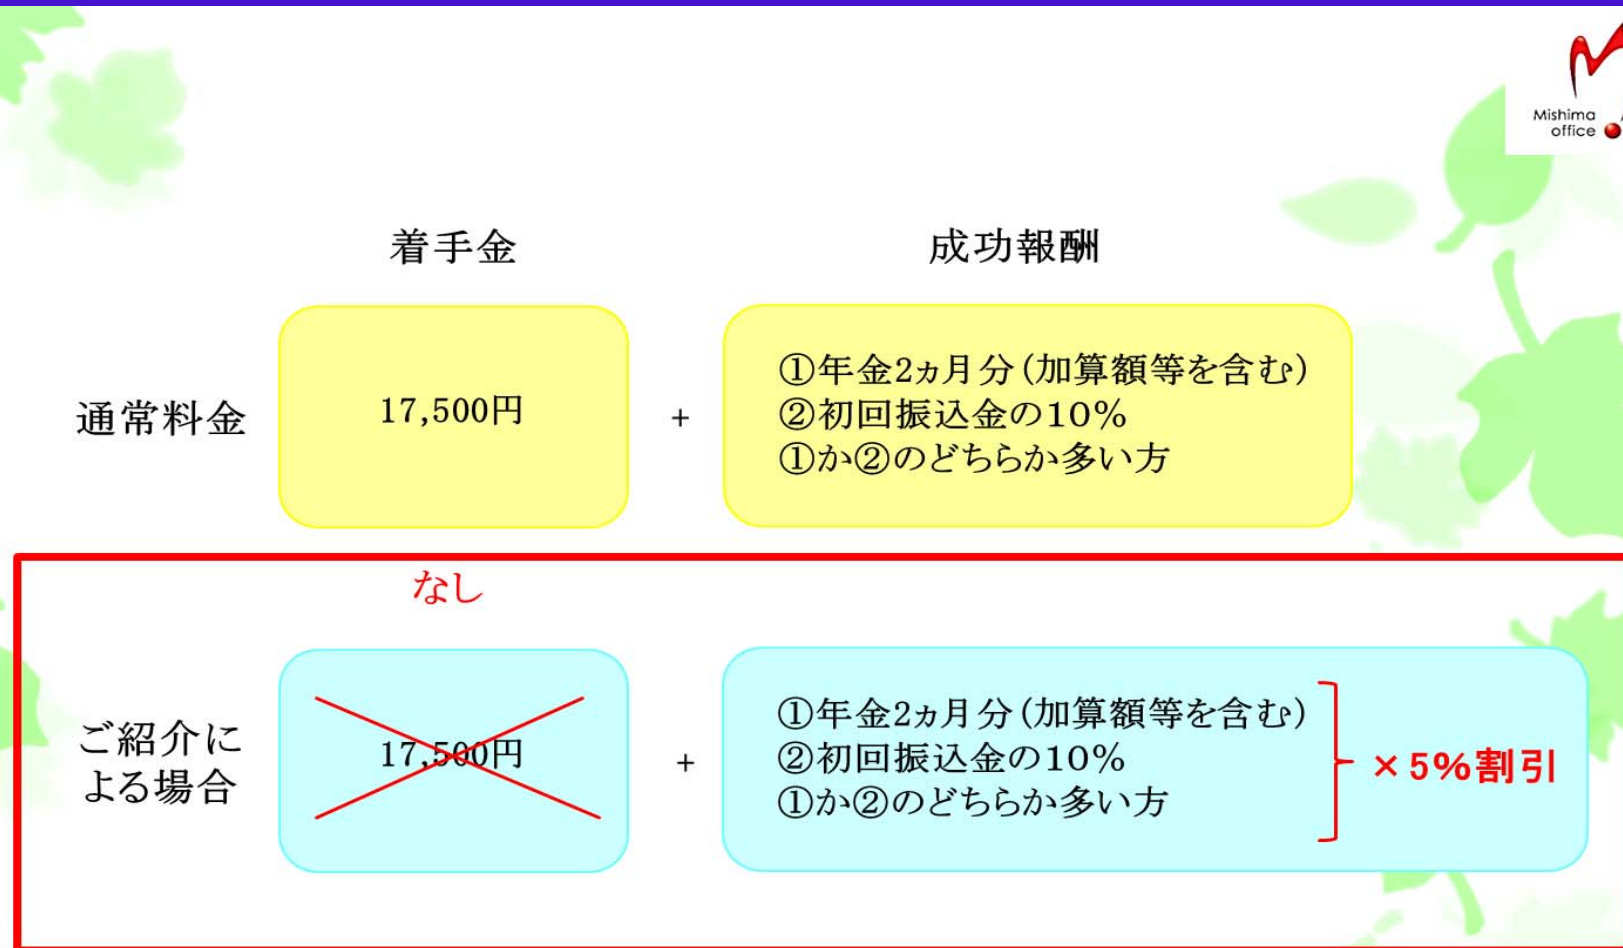 Mishima
office
着手金
成功報酬
通常料金
17,500円
+
①年金2ヵ月分(加算額等を含む)
②初回振込金の10%
①か②のどちらか多い方
なし
ご紹介に
よる場合
17,500円
+
①年金2ヵ月分(加算額等を含む)
②初回振込金の10%
①か②のどちらか多い方
×5%割引